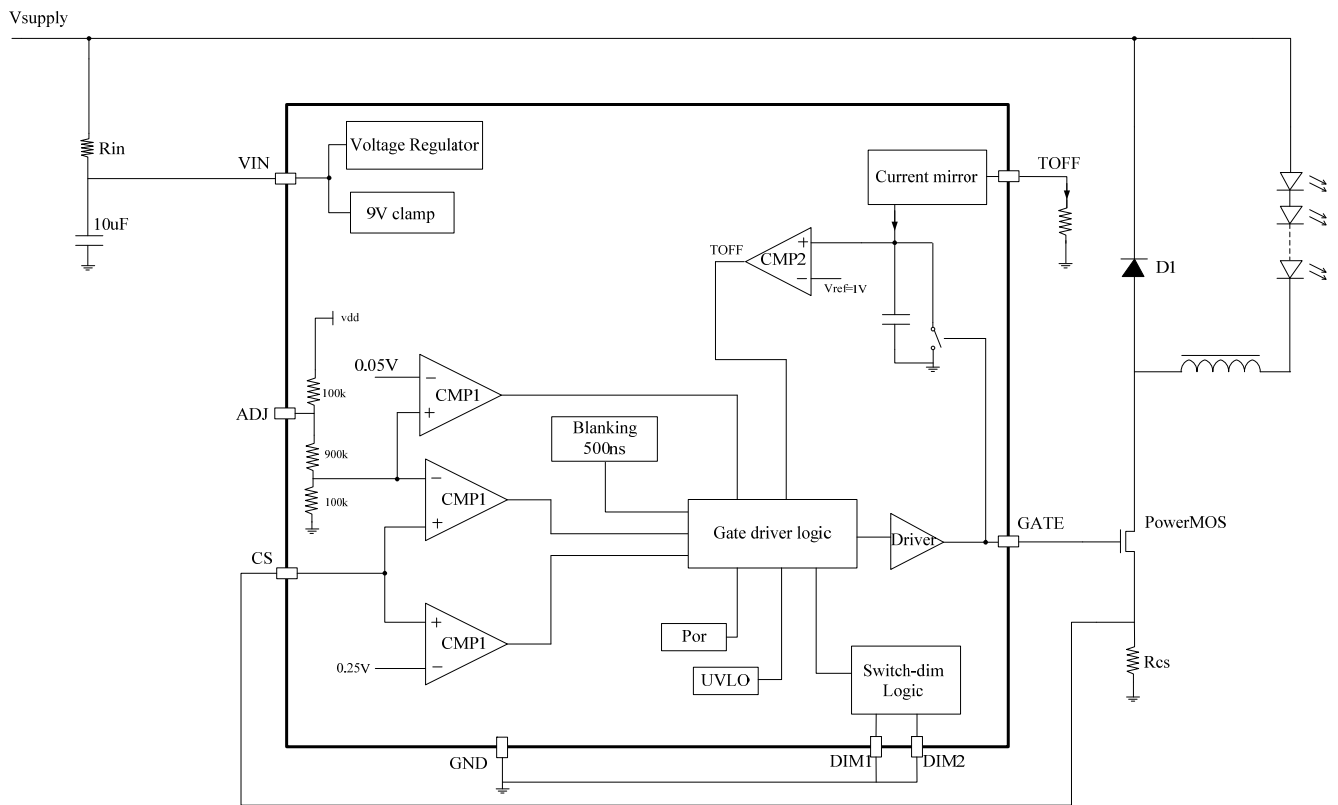 Vsupply
Rin
VIN
Voltage Regulator
9V clamp
10uF
Current mirror
TOFF
TOFF
+
CMP2
−
Vref=1V
D1
vdd
100k
ADJ
900k
100k
0.05V
−
CMP1
+
Blanking
500ns
−
CMP1
+
CS
+
CMP1
−
0.25V
Gate driver logic
Driver
GATE
PowerMOS
Por
UVLO
Switch-dim
Logic
Rcs
GND
DIM1
DIM2